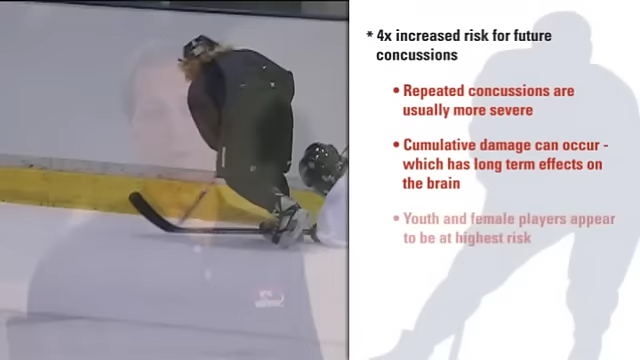 * 4x increased risk for future
concussions
• Repeated concussions are
usually more severe
• Cumulative damage can occur -
which has long term effects on
the brain
• Youth and female players appear
to be at highest risk